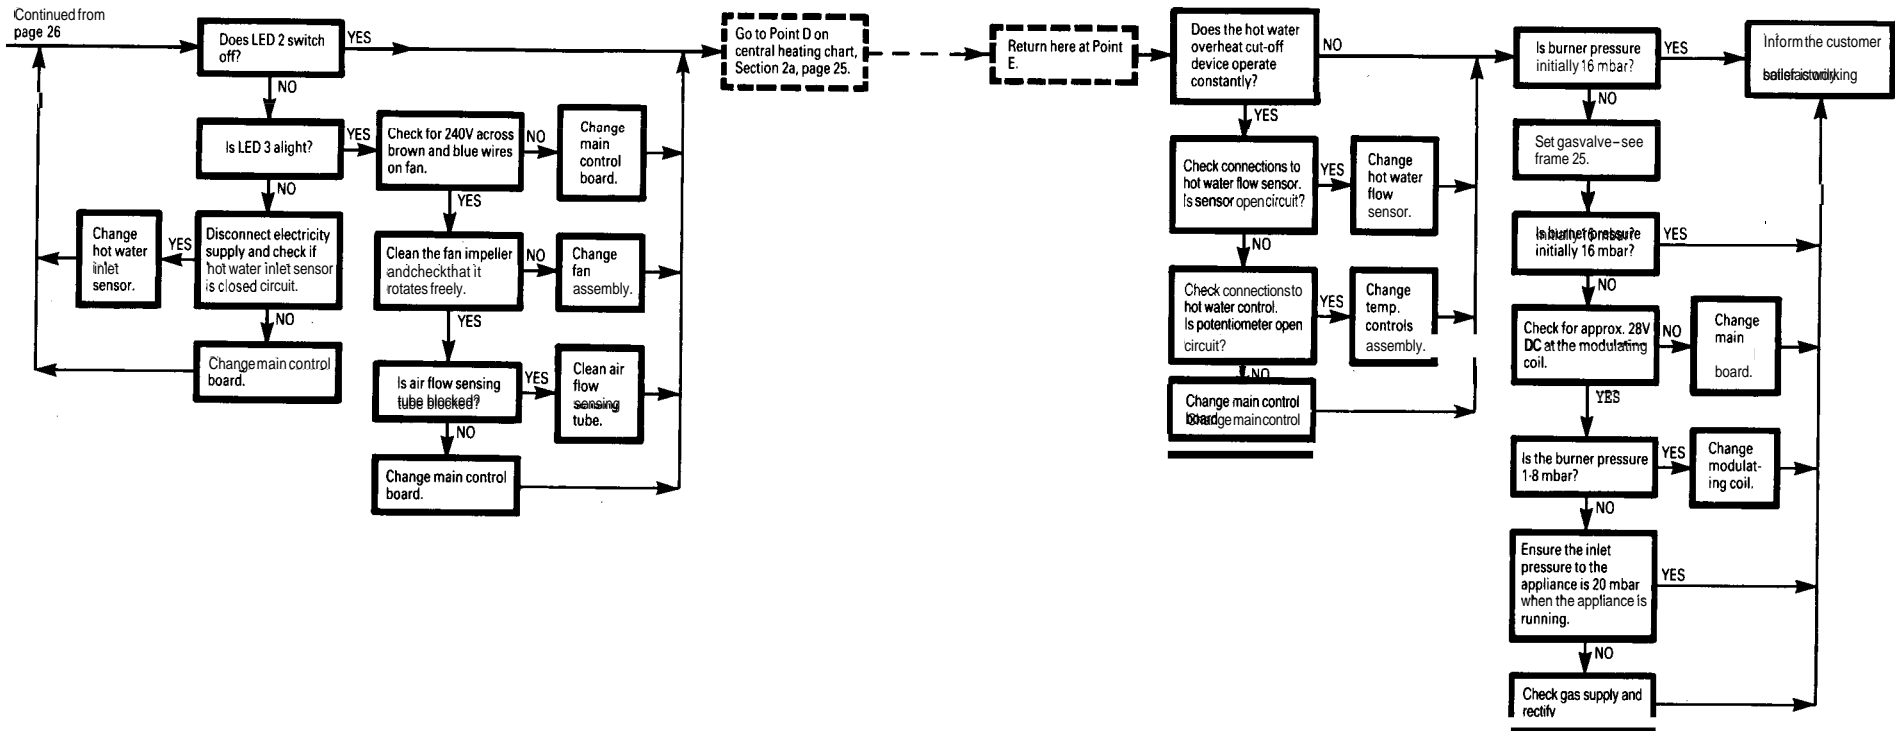 Continued from
page 26
Does LED 2 switch
off?
YES
NO
Is LED 3 alight?
YES
NO
Check for 240V across
brown and blue wires
on fan.
NO
YES
Change
main
control
board.
Disconnect electricity
supply and check if
hot water inlet sensor
is closed circuit.
YES
NO
Change
hot water
inlet
sensor.
Change main control
board.
Clean the fan impeller
and check that it
rotates freely.
NO
YES
Change
fan
assembly.
Is air flow sensing
tube blocked?
YES
NO
Clean air
flow
sensing
tube.
Change main control
board.
Go to Point D on
central heating chart,
Section 2a, page 25.
Return here at Point
E.
Does the hot water
overheat cut-off
device operate
constantly?
NO
YES
Check connections to
hot water flow sensor.
Is sensor open circuit?
YES
NO
Change
hot water
flow
sensor.
Check connections to
hot water control.
Is potentiometer open
circuit?
YES
NO
Change
temp.
controls
assembly.
Change main control
board
Change main control
Is burner pressure
initially 16 mbar?
YES
NO
Inform the customer
Set gas valve – see
frame 25.
Is burner pressure
initially 16 mbar?
YES
NO
Check for approx. 28V
DC at the modulating
coil.
NO
YES
Change
main
board.
Is the burner pressure
1·8 mbar?
YES
NO
Change
modulat-
ing coil.
Ensure the inlet
pressure to the
appliance is 20 mbar
when the appliance is
running.
YES
NO
Check gas supply and
rectify